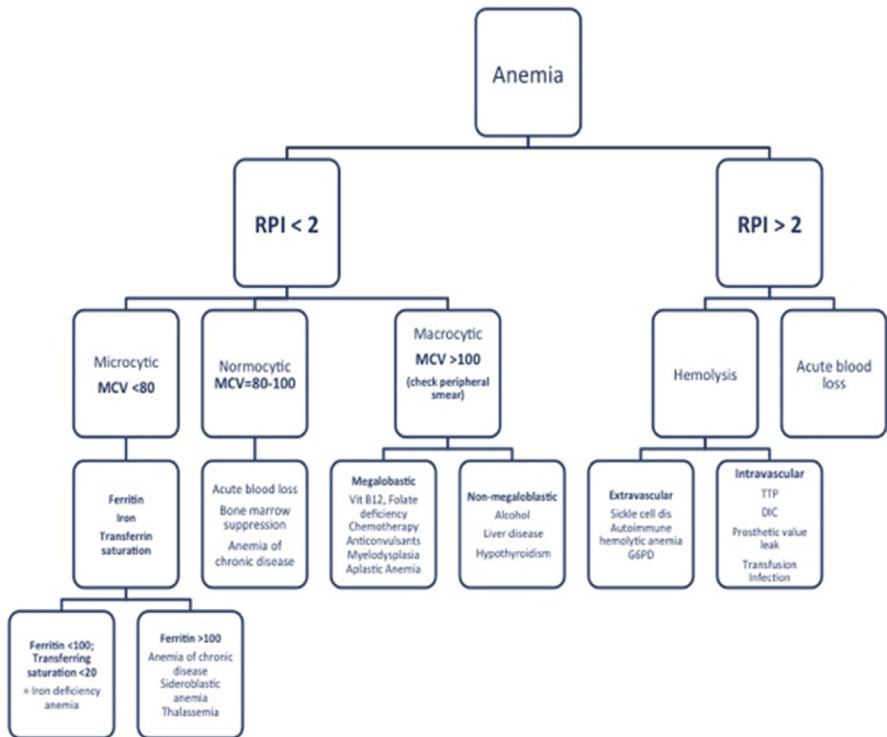 Anemia
RPI < 2
RPI > 2
Microcytic
MCV <80
Normocytic
MCV=80-100
Macrocytic
MCV >100
(check peripheral
smear)
Hemolysis
Acute blood
loss
Ferritin
Iron
Transferrin
saturation
Acute blood loss
Bone marrow
suppression
Anemia of
chronic disease
Megalobastic
Vit B12, Folate
deficiency
Chemotherapy
Anticonvulsants
Myelodysplasia
Aplastic Anemia
Non-megaloblastic
Alcohol
Liver disease
Hypothyroidism
Extravascular
Sickle cell dis
Autoimmune
hemolytic anemia
G6PD
Intravascular
TTP
DIC
Prosthetic value
leak
Transfusion
Infection
Ferritin <100;
Transferring
saturation <20
= Iron deficiency
anemia
Ferritin >100
Anemia of chronic
disease
Sideroblastic
anemia
Thalassemia